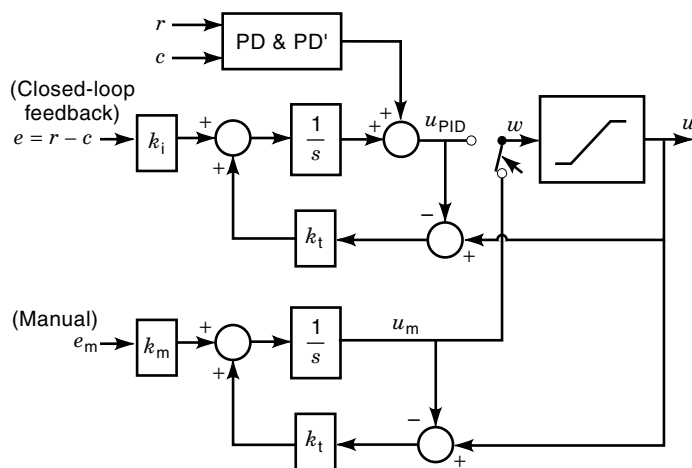 r
c
PD & PD'
(Closed-loop
feedback)
e = r – c
k_i
+
+
1/s
+
+
u_PID
w
u
k_t
–
+
(Manual)
e_m
k_m
+
+
1/s
u_m
k_t
–
+